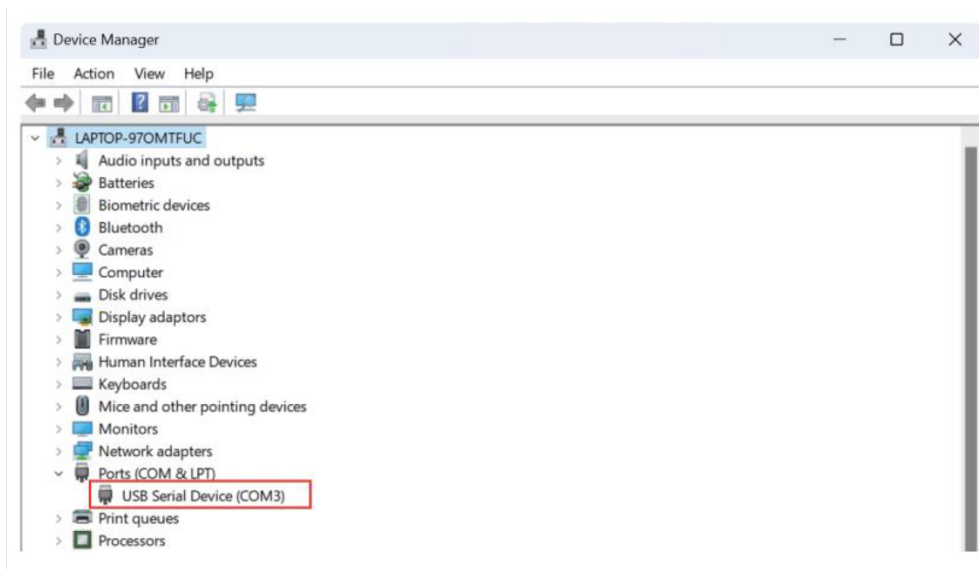 Device Manager
File Action View Help
LAPTOP-97OMTFUC
Audio inputs and outputs
Batteries
Biometric devices
Bluetooth
Cameras
Computer
Disk drives
Display adaptors
Firmware
Human Interface Devices
Keyboards
Mice and other pointing devices
Monitors
Network adapters
Ports (COM & LPT)
USB Serial Device (COM3)
Print queues
Processors